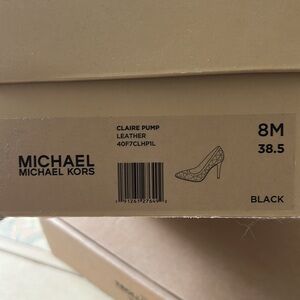 CLAIRE PUMP
LEATHER
40F7CLHP1L
8M
38.5
MICHAEL
MICHAEL KORS
BLACK